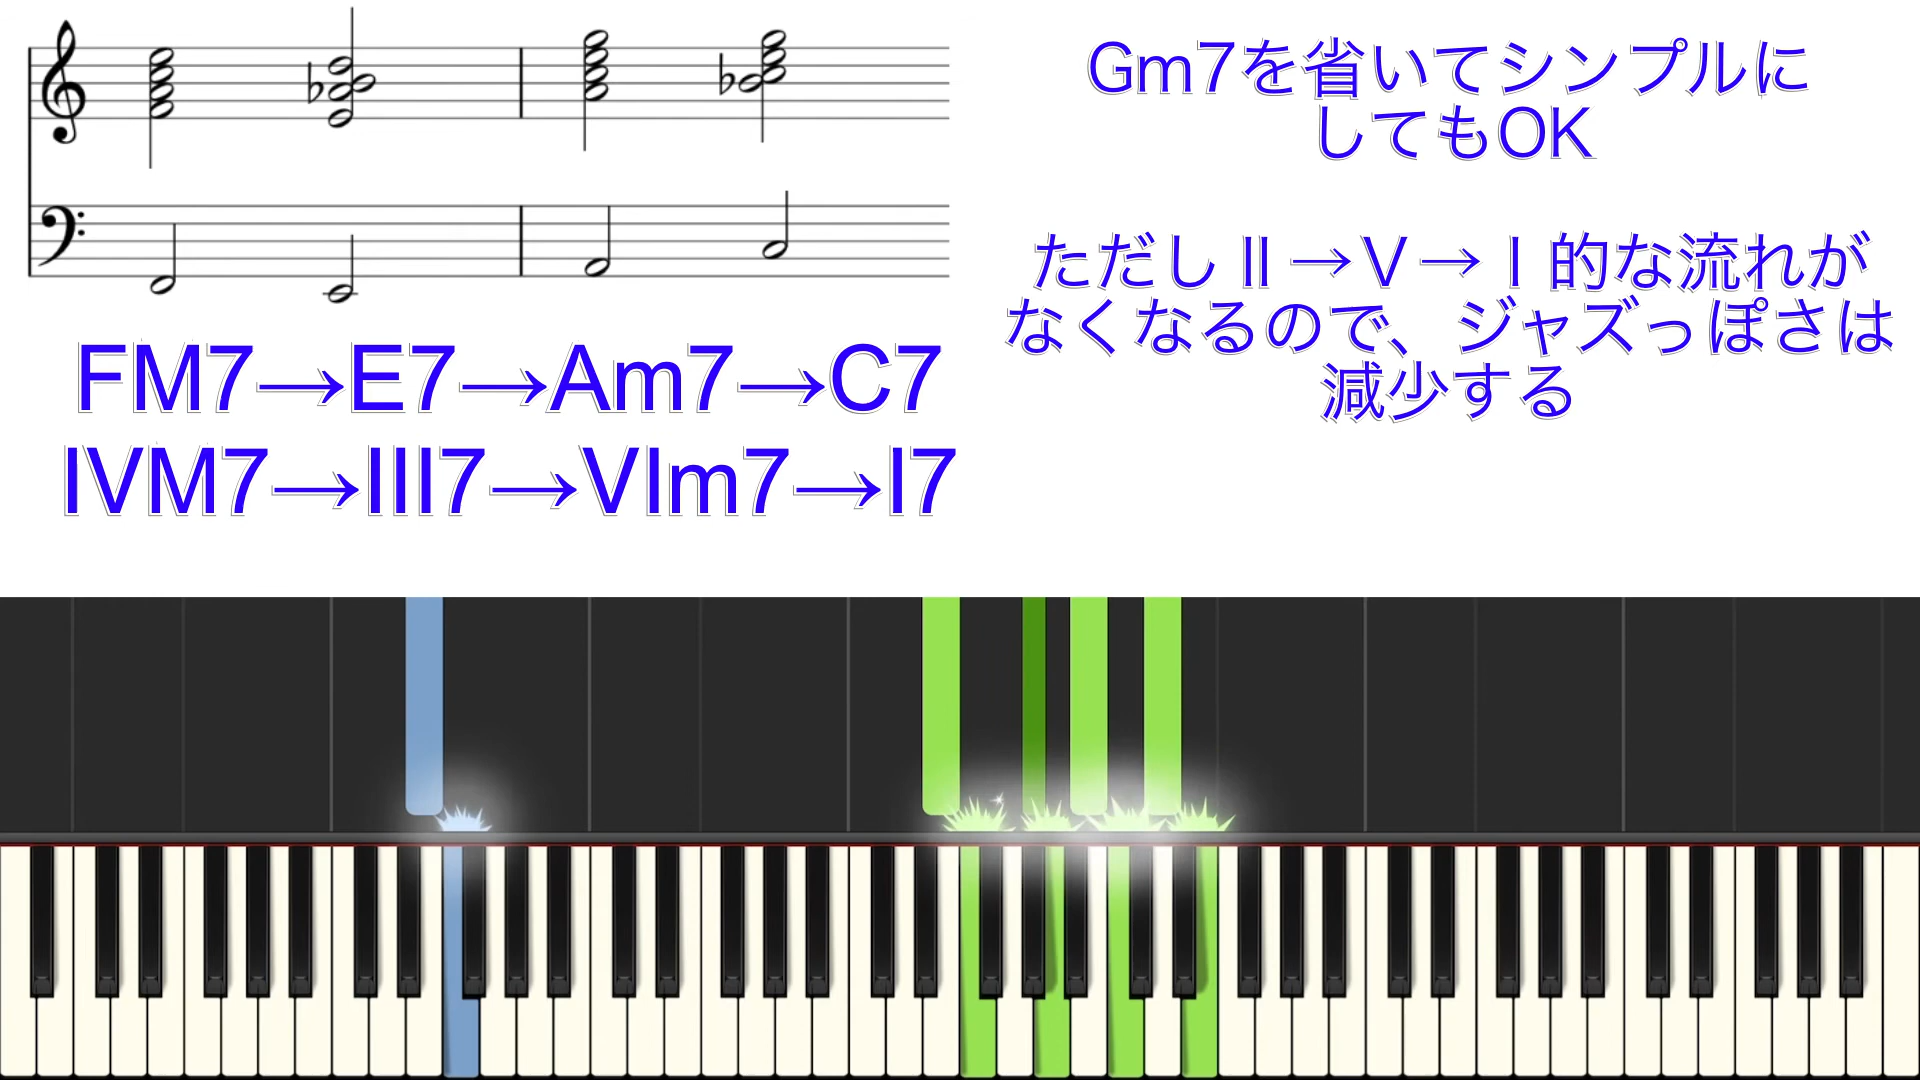 FM7→E7→Am7→C7
IVM7→III7→VIm7→I7
Gm7を省いてシンプルに
してもOK
ただしⅡ→Ⅴ→Ⅰ的な流れが
なくなるので、ジャズっぽさは
減少する